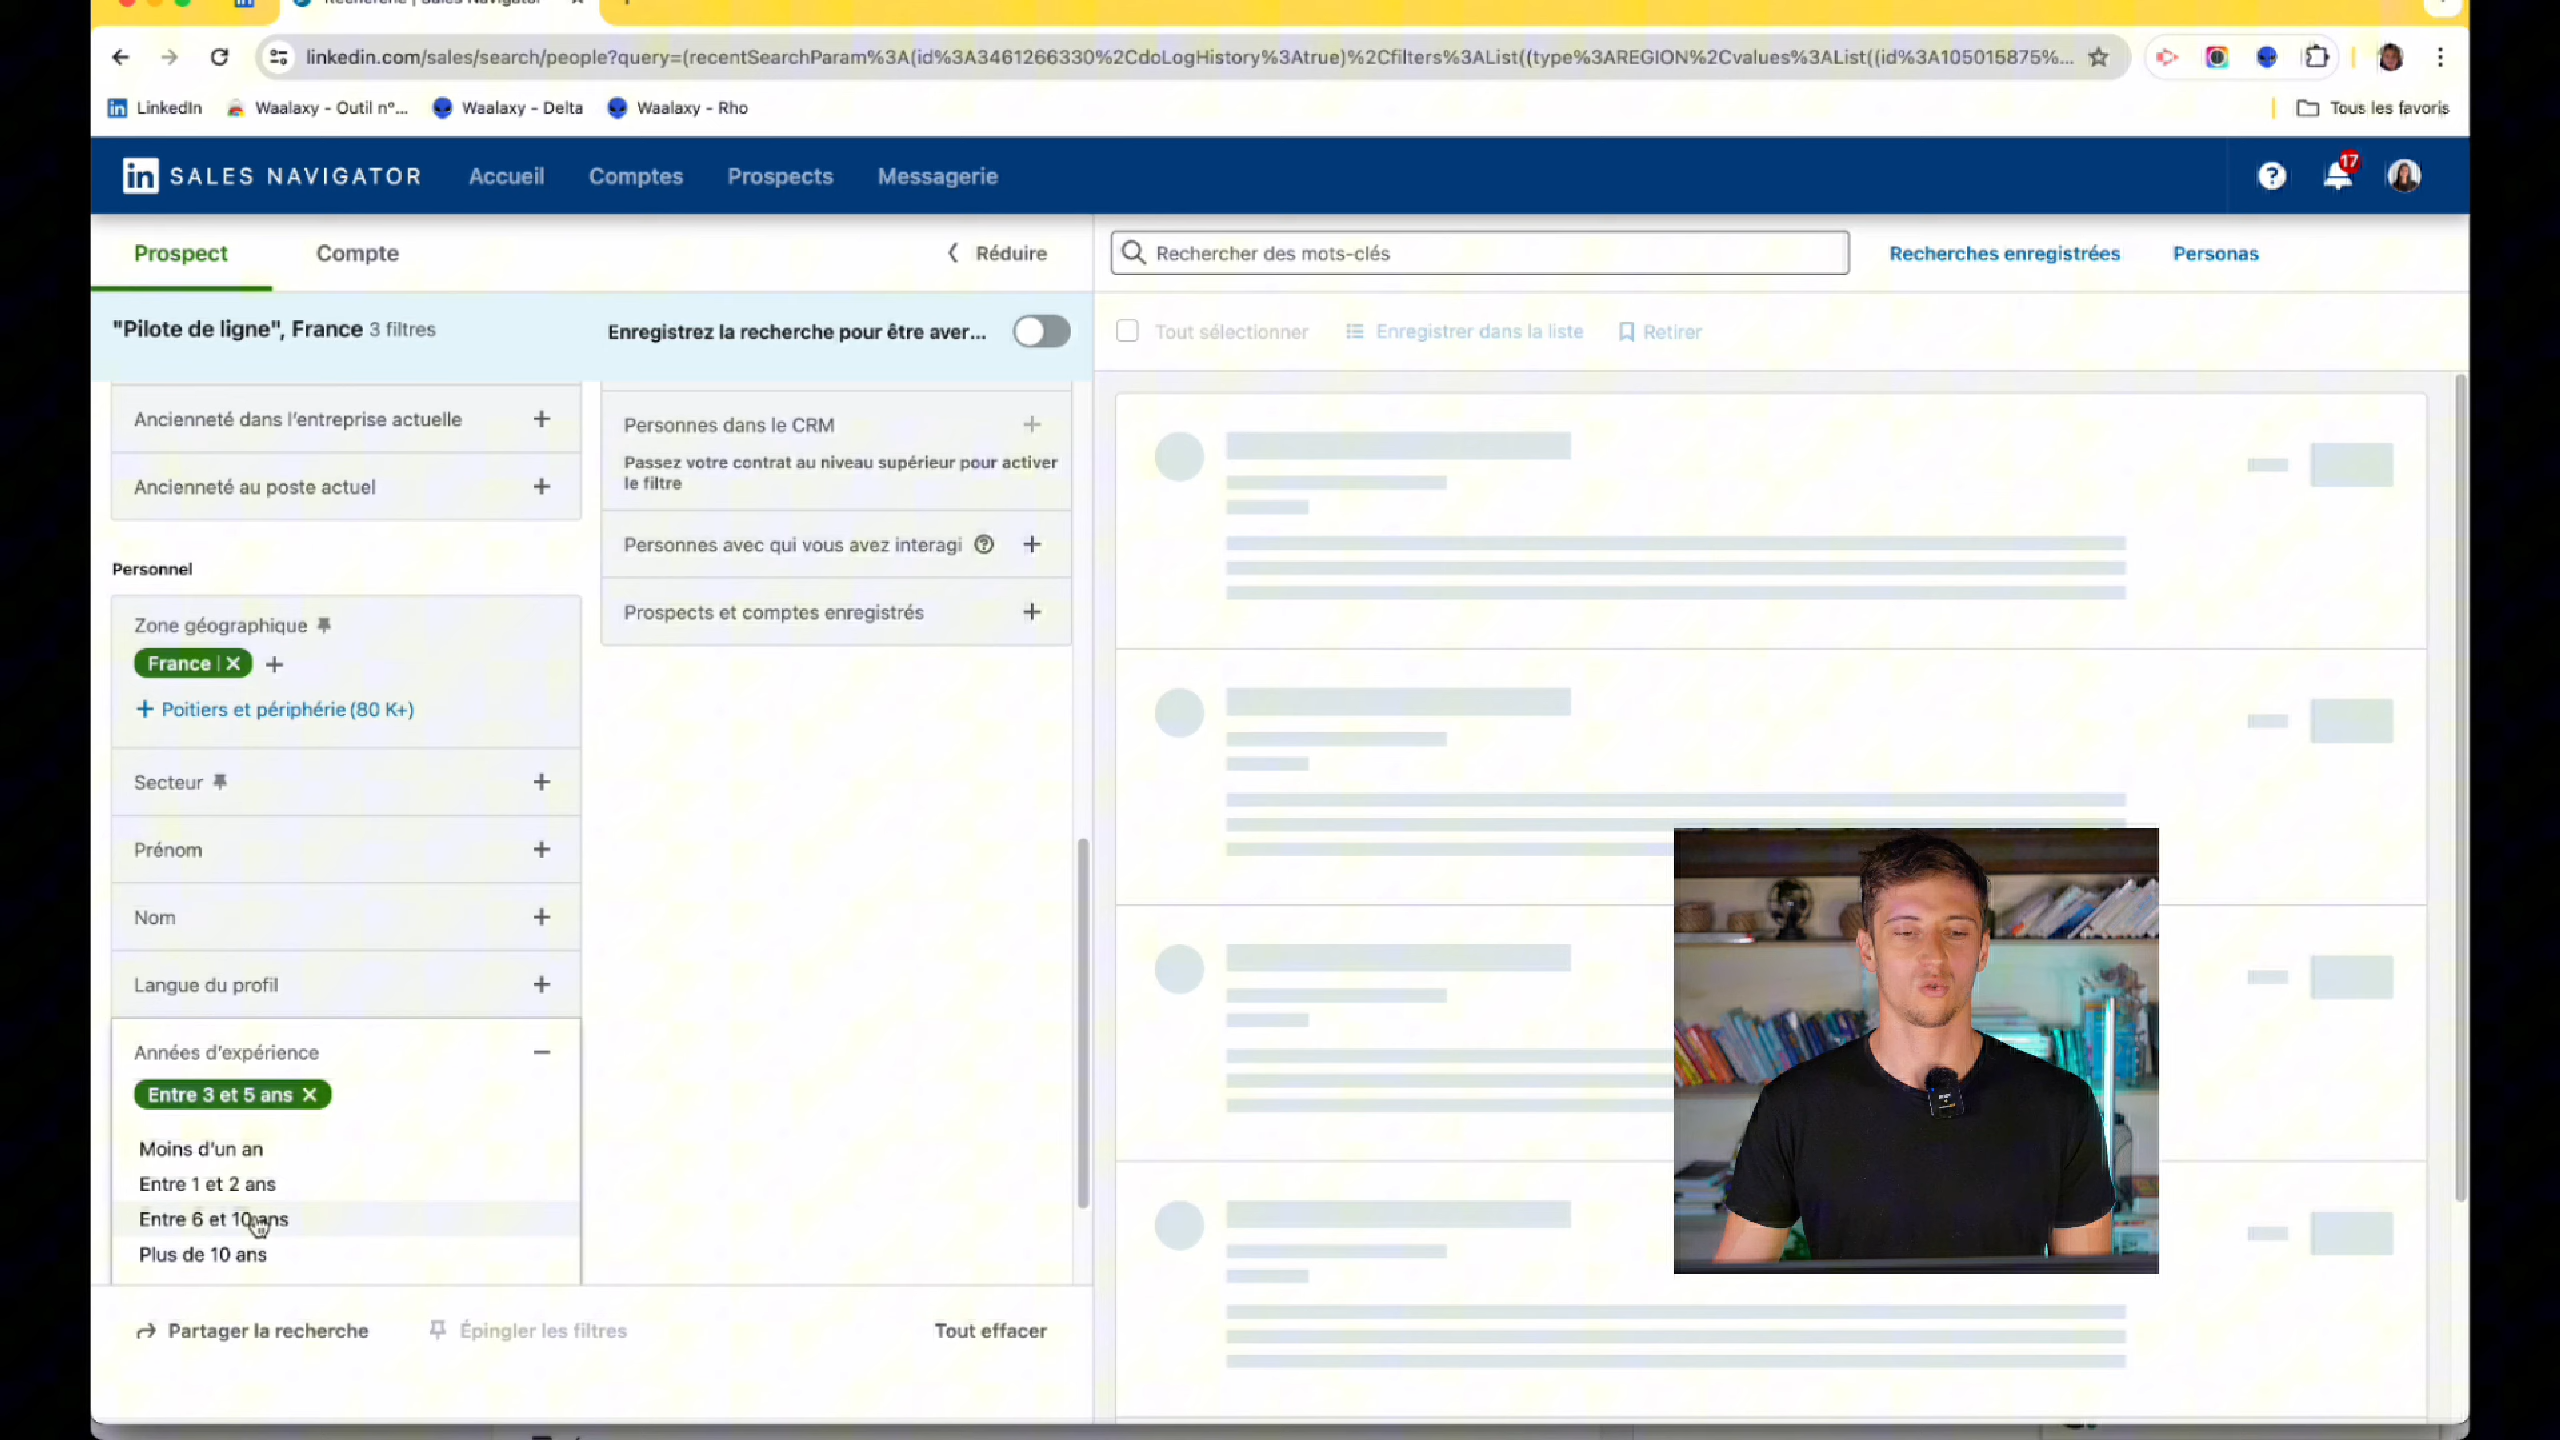 linkedin.com/sales/search/people?query=(recentSearchParam%3A(id%3A3461266330%2CdoLogHistory%3Atrue)%2Cfilters%3AList((type%3AREGION%2Cvalues%3AList((id%3A105015875%...
LinkedIn
Waalaxy - Outil n°...
Waalaxy - Delta
Waalaxy - Rho
Tous les favoris
in SALES NAVIGATOR
Accueil
Comptes
Prospects
Messagerie
17
Prospect
Compte
Réduire
Rechercher des mots-clés
Recherches enregistrées
Personas
"Pilote de ligne", France 3 filtres
Enregistrez la recherche pour être aver...
Tout sélectionner
Enregistrer dans la liste
Retirer
Ancienneté dans l'entreprise actuelle
Ancienneté au poste actuel
Personnel
Zone géographique
France
Poitiers et périphérie (80 K+)
Secteur
Prénom
Nom
Langue du profil
Années d'expérience
Entre 3 et 5 ans
Moins d'un an
Entre 1 et 2 ans
Entre 6 et 10 ans
Plus de 10 ans
Personnes dans le CRM
Passez votre contrat au niveau supérieur pour activer
le filtre
Personnes avec qui vous avez interagi
Prospects et comptes enregistrés
Partager la recherche
Épingler les filtres
Tout effacer